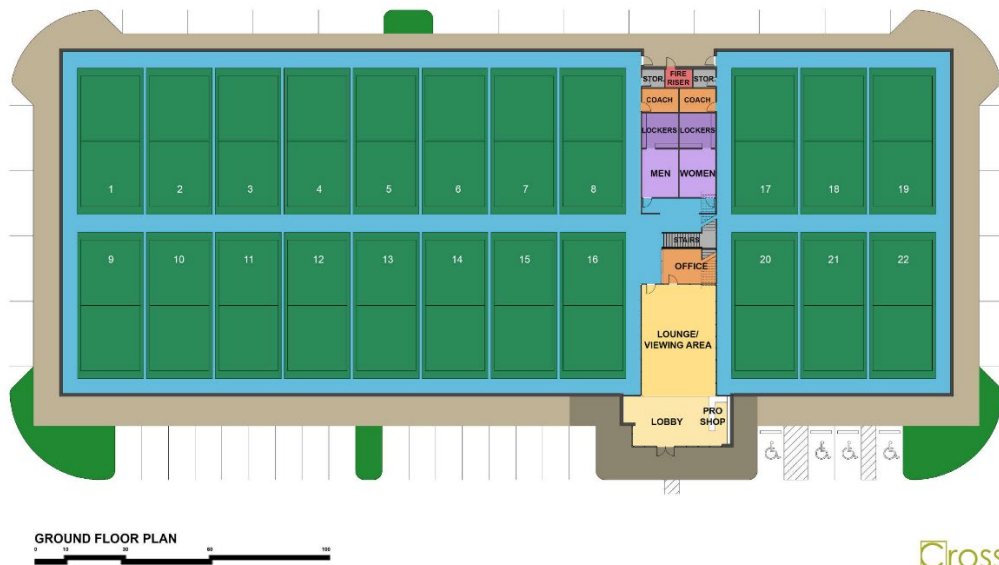 STOR.
FIRE
RISER
STOR.
COACH
COACH
LOCKERS
LOCKERS
MEN
WOMEN
1
2
3
4
5
6
7
8
17
18
19
STAIRS
9
10
11
12
13
14
15
16
20
21
22
OFFICE
LOUNGE/
VIEWING AREA
LOBBY
PRO
SHOP
GROUND FLOOR PLAN
0 10 30 60 100
Cross